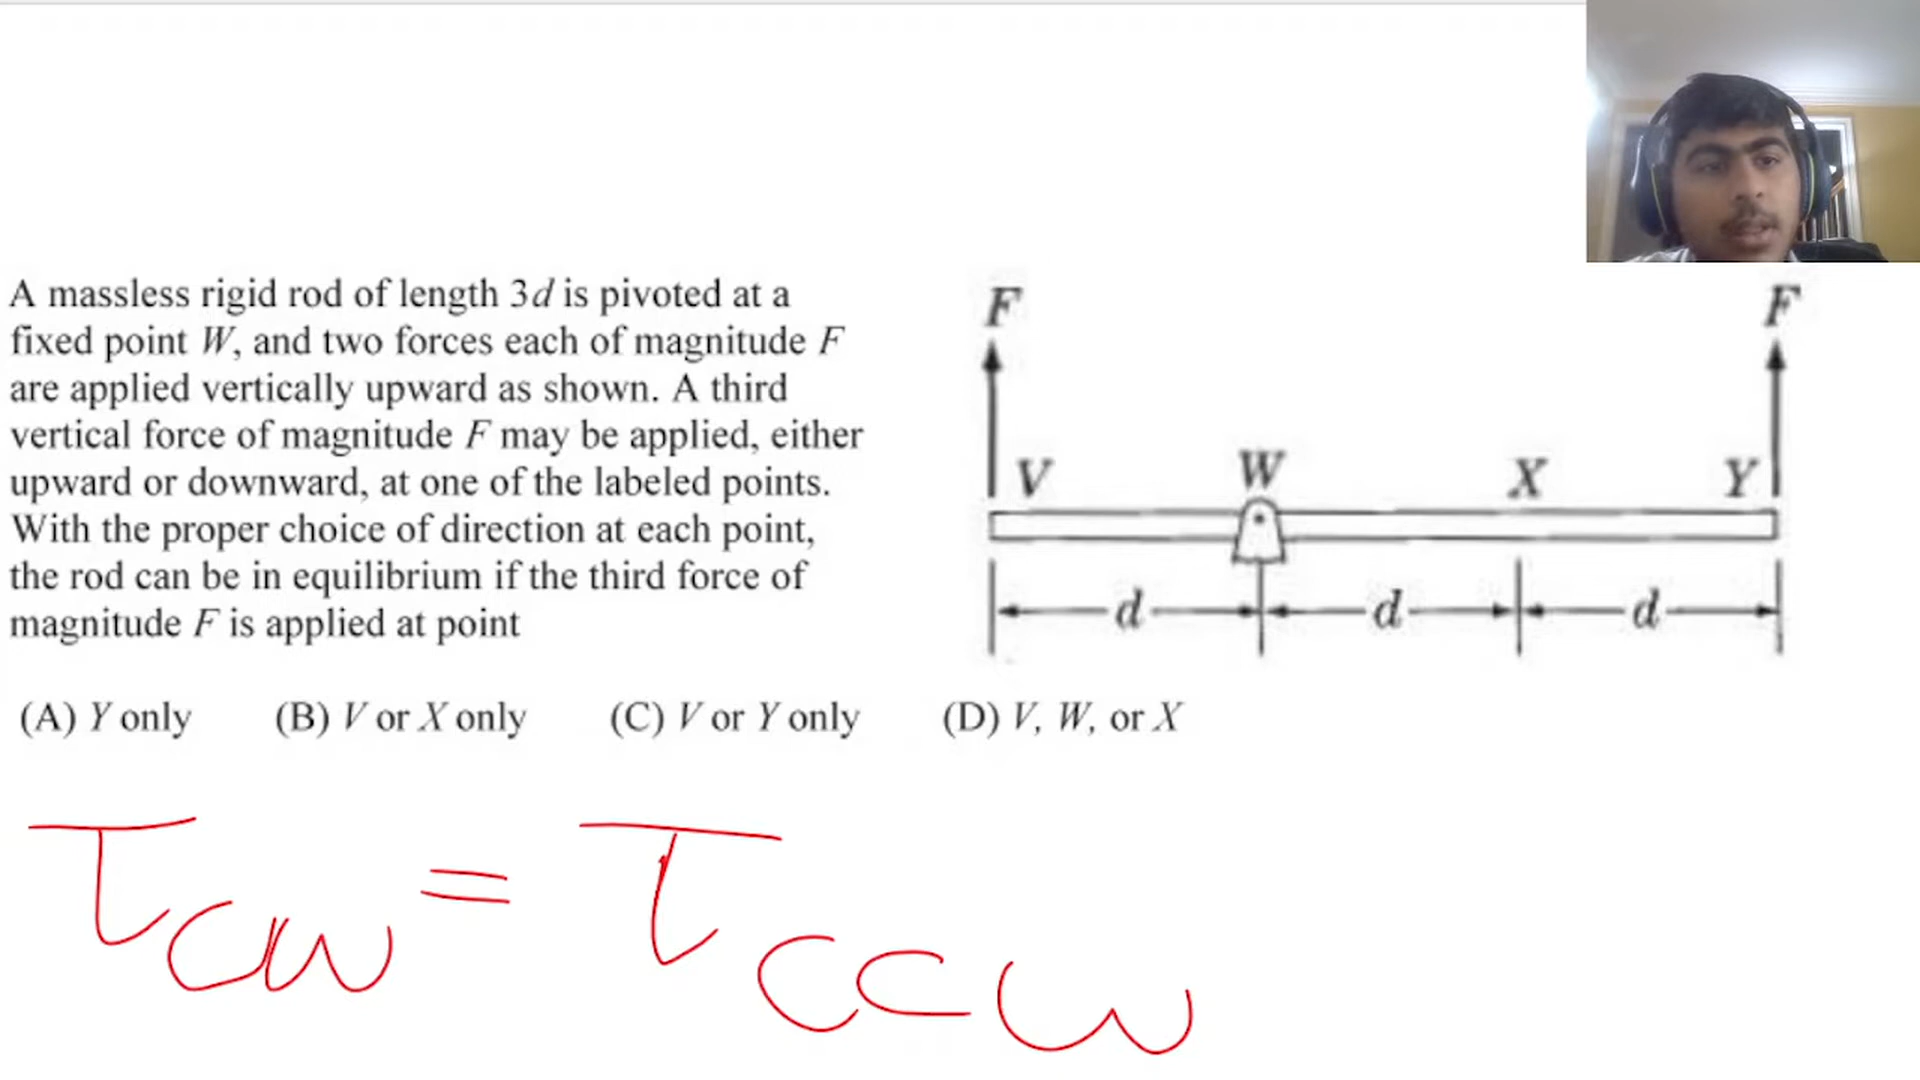 A massless rigid rod of length 3d is pivoted at a
fixed point W, and two forces each of magnitude F
are applied vertically upward as shown. A third
vertical force of magnitude F may be applied, either
upward or downward, at one of the labeled points.
With the proper choice of direction at each point,
the rod can be in equilibrium if the third force of
magnitude F is applied at point
F F
V W X Y
d d d
(A) Y only (B) V or X only (C) V or Y only (D) V, W, or X
τcw = τccw